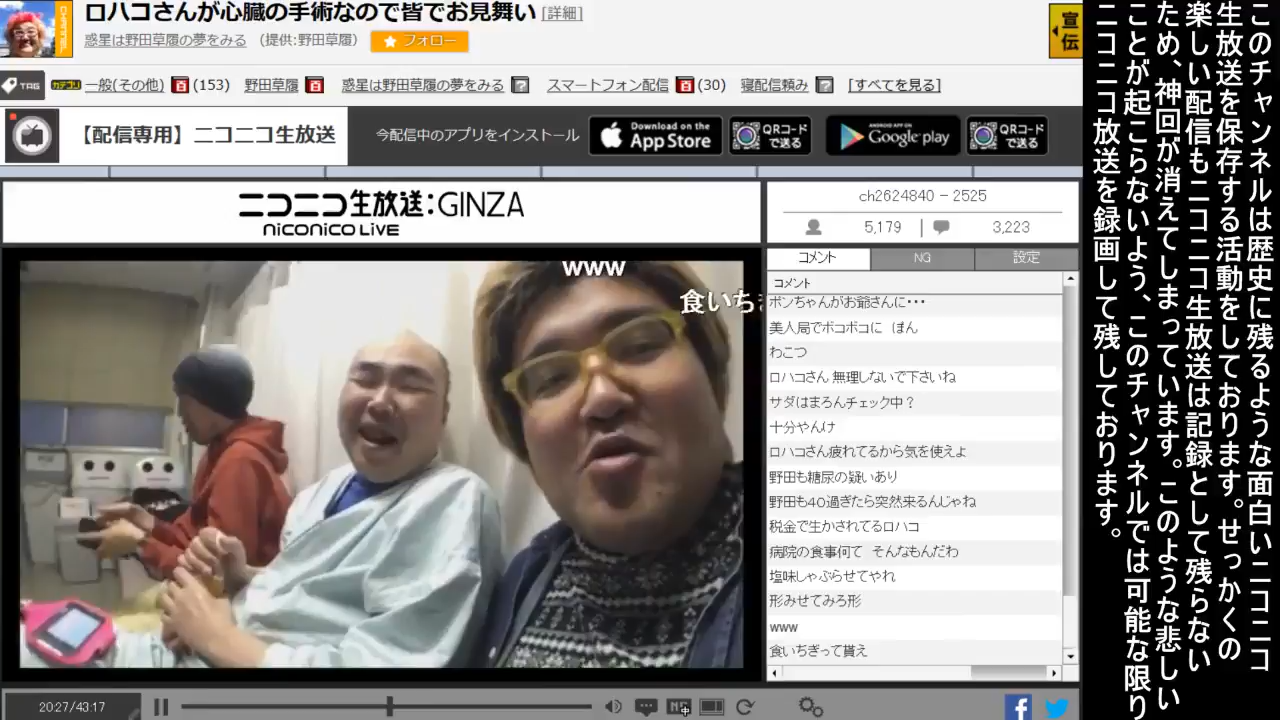 ロハコさんが心臓の手術なので皆でお見舞い [詳細]
CHANNEL
惑星は野田草履の夢をみる (提供:野田草履) ★ フォロー
宣伝
TAG カテゴリ 一般(その他) 百 (153) 野田草履 百 惑星は野田草履の夢をみる ? スマートフォン配信 百 (30) 寝配信頼み ? [すべてを見る]
【配信専用】ニコニコ生放送
今配信中のアプリをインストール
Download on the App Store
QRコードで送る
ANDROID APP ON Google play
QRコードで送る
ニコニコ生放送:GINZA
niconico Live
ch2624840 - 2525
5,179 | 3,223
コメント NG 設定
コメント
ボンちゃんがお爺さんに・・・
美人局でボコボコに ぽん
わこつ
ロハコさん 無理しないで下さいね
サダはまろんチェック中?
十分やんけ
ロハコさん疲れてるから気を使えよ
野田も糖尿の疑いあり
野田も40過ぎたら突然来るんじゃね
税金で生かされてるロハコ
病院の食事何て そんなもんだわ
塩味しゃぶらせてやれ
形みせてみろ形
www
食いちぎって貰え
www
食いち
20:27/43:17
このチャンネルは歴史に残るような面白いニコニコ
生放送を保存する活動をしております。せっかくの
楽しい配信もニコニコ生放送は記録として残らない
ため、神回が消えてしまっています。このような悲しい
ことが起こらないよう、このチャンネルでは可能な限り
ニコニコ放送を録画して残しております。